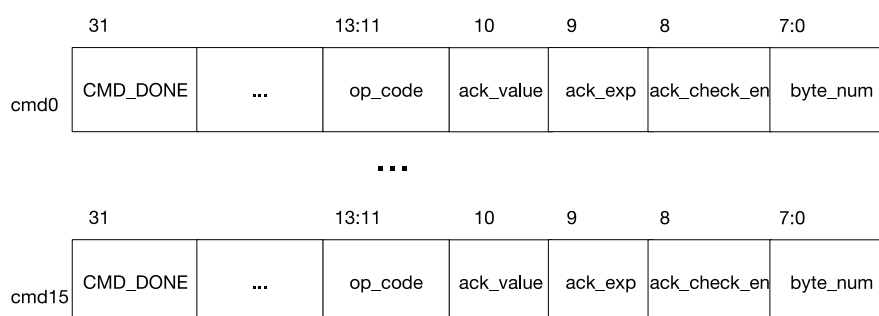 31 13:11 10 9 8 7:0
cmd0 CMD_DONE ... op_code ack_value ack_exp ack_check_en byte_num
...
31 13:11 10 9 8 7:0
cmd15 CMD_DONE ... op_code ack_value ack_exp ack_check_en byte_num